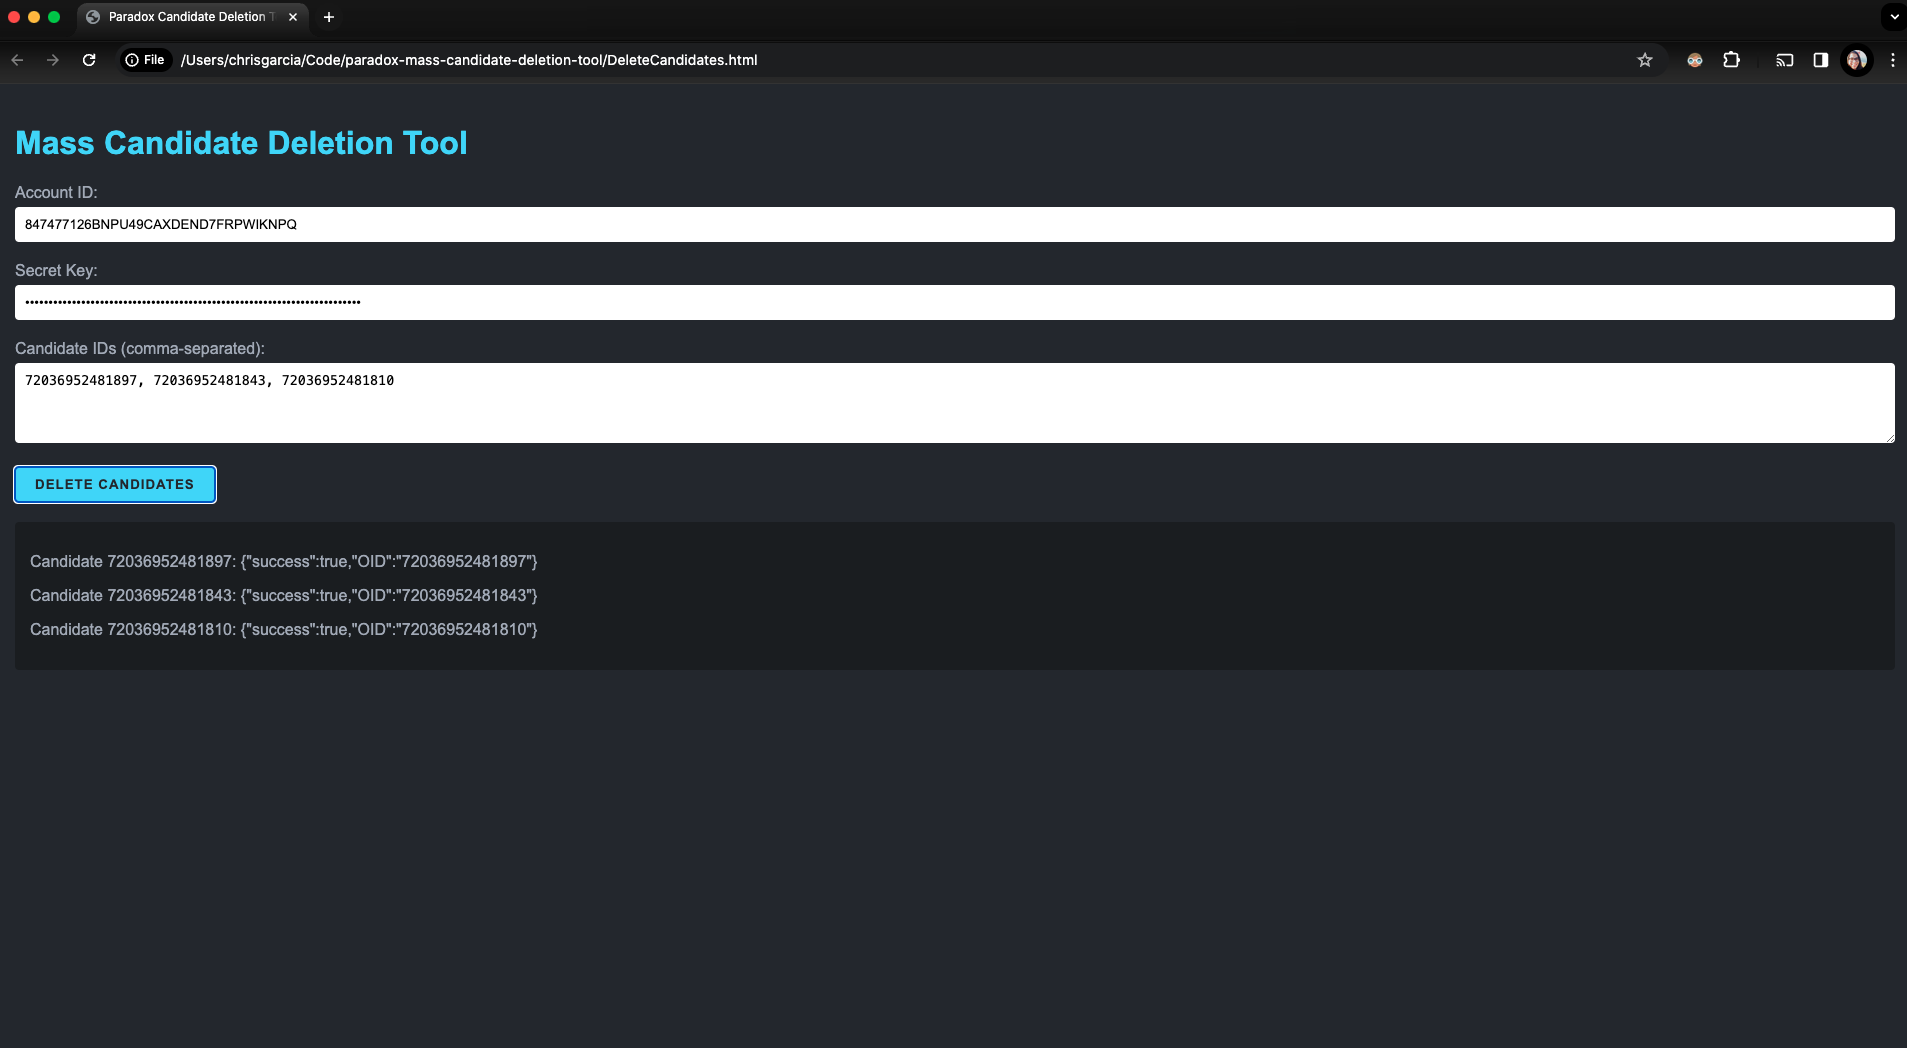 Paradox Candidate Deletion T
File
/Users/chrisgarcia/Code/paradox-mass-candidate-deletion-tool/DeleteCandidates.html
Mass Candidate Deletion Tool
Account ID:
847477126BNPU49CAXDEND7FRPWIKNPQ
Secret Key:
••••••••••••••••••••••••••••••••••••••••••••••••••••••••••••••••••••••••
Candidate IDs (comma-separated):
72036952481897, 72036952481843, 72036952481810
DELETE CANDIDATES
Candidate 72036952481897: {"success":true,"OID":"72036952481897"}
Candidate 72036952481843: {"success":true,"OID":"72036952481843"}
Candidate 72036952481810: {"success":true,"OID":"72036952481810"}